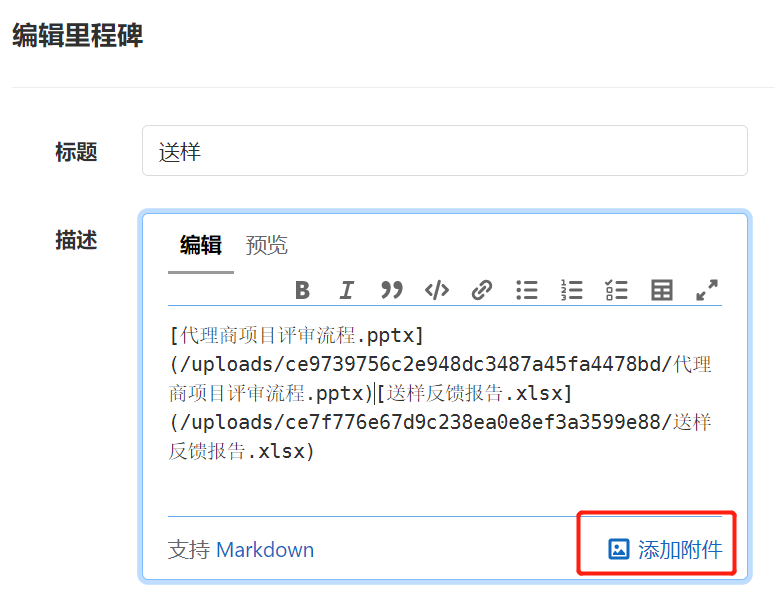 编辑里程碑
标题
送样
描述
编辑 预览
[代理商项目评审流程.pptx]
(/uploads/ce9739756c2e948dc3487a45fa4478bd/代理
商项目评审流程.pptx)[送样反馈报告.xlsx]
(/uploads/ce7f776e67d9c238ea0e8ef3a3599e88/送样
反馈报告.xlsx)
支持 Markdown
添加附件